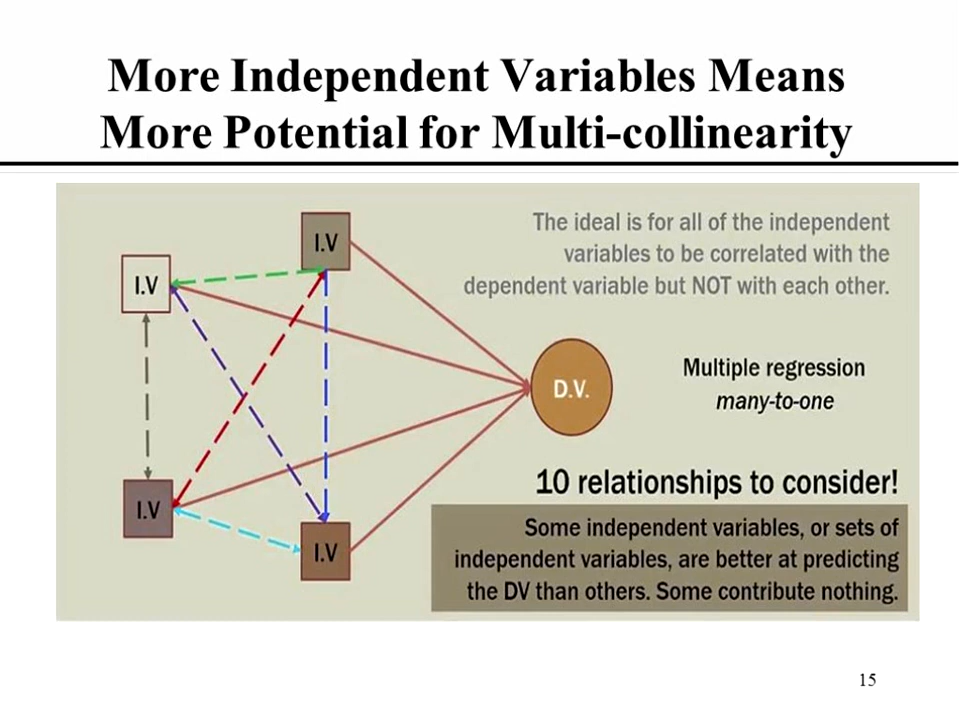 More Independent Variables Means
More Potential for Multi-collinearity
I.V
I.V
I.V
I.V
D.V.
The ideal is for all of the independent
variables to be correlated with the
dependent variable but NOT with each other.
Multiple regression
many-to-one
10 relationships to consider!
Some independent variables, or sets of
independent variables, are better at predicting
the DV than others. Some contribute nothing.
15